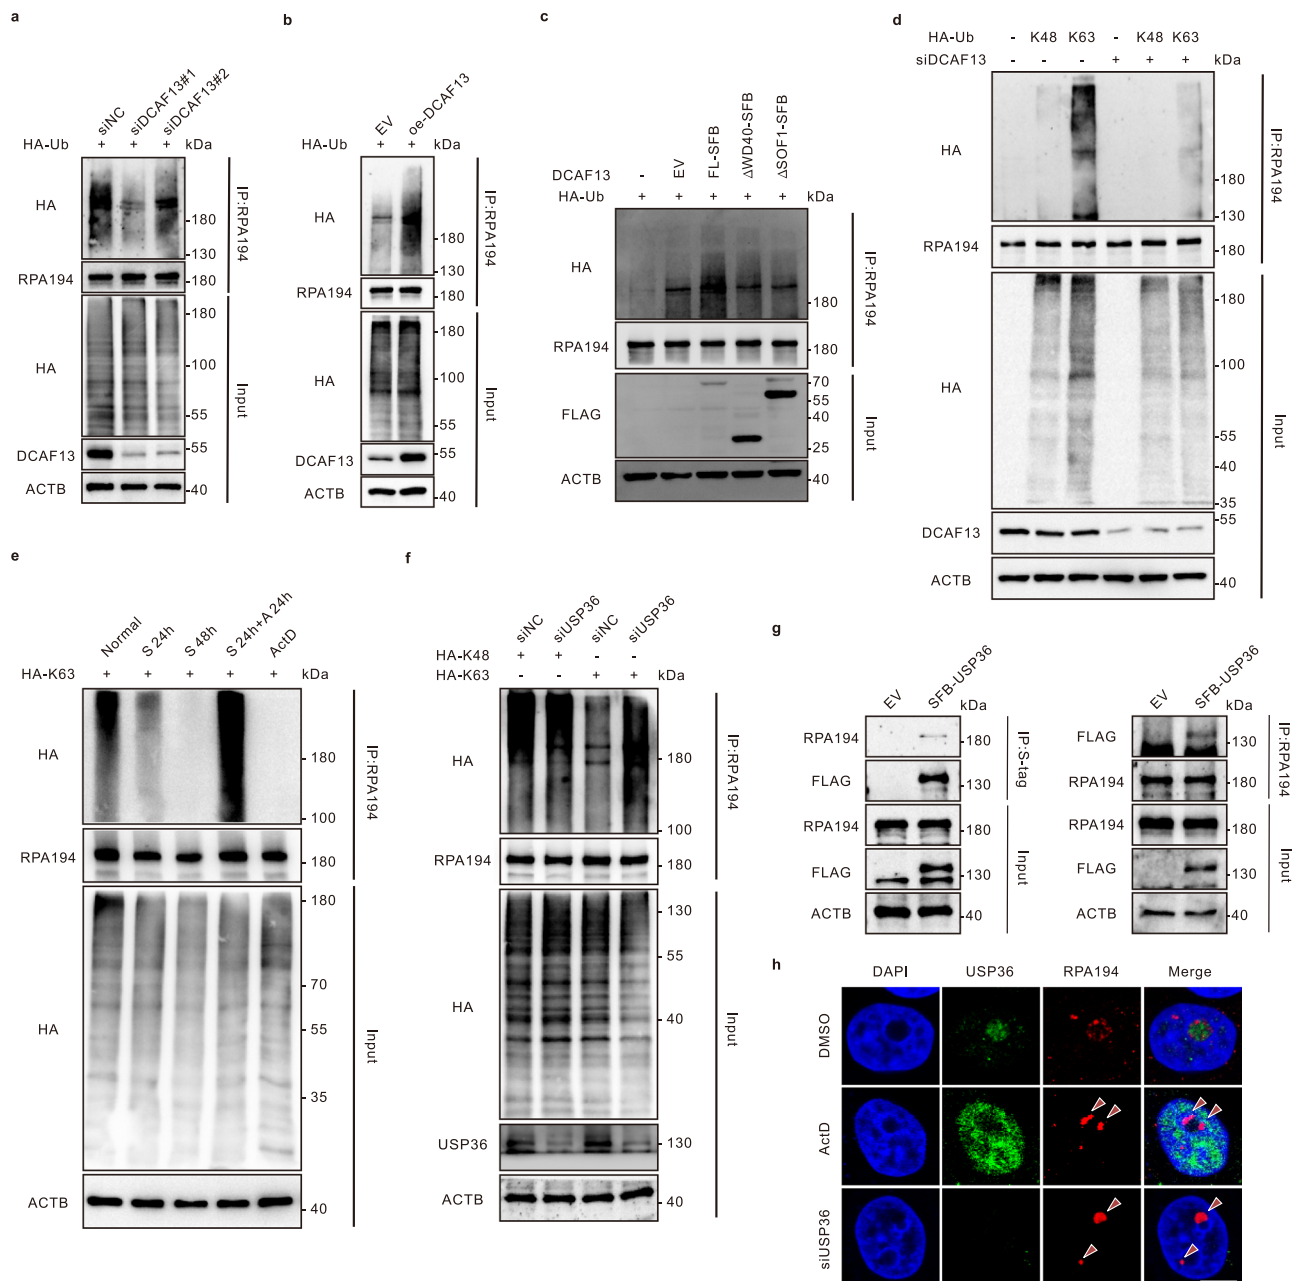 a
siNC siDCAF13#1 siDCAF13#2
HA-Ub + + + kDa
HA
180
130
RPA194
180
IP:RPA194
HA
180
100
55
DCAF13
55
ACTB
40
Input
b
EV oe-DCAF13
HA-Ub + + kDa
HA
180
130
RPA194
180
IP:RPA194
HA
180
100
55
DCAF13
55
ACTB
40
Input
c
DCAF13 - EV FL-SFB ΔWD40-SFB ΔSOF1-SFB
HA-Ub + + + + + kDa
HA
180
RPA194
180
IP:RPA194
FLAG
70
55
40
25
ACTB
40
Input
d
HA-Ub - K48 K63 - K48 K63
siDCAF13 - - - + + + kDa
HA
180
130
RPA194
180
IP:RPA194
HA
180
100
55
40
35
DCAF13
55
ACTB
40
Input
e
Normal S 24h S 48h S 24h+A 24h ActD
HA-K63 + + + + + kDa
HA
180
100
RPA194
180
IP:RPA194
HA
180
70
55
35
ACTB
40
Input
f
siNC siUSP36 siNC siUSP36
HA-K48 + + - -
HA-K63 - - + + kDa
HA
180
100
RPA194
180
IP:RPA194
HA
130
55
40
USP36
130
ACTB
40
Input
g
EV SFB-USP36
kDa
RPA194
180
FLAG
130
IP:S-tag
RPA194
180
FLAG
130
ACTB
40
Input
EV SFB-USP36
kDa
FLAG
130
RPA194
180
IP:RPA194
RPA194
180
FLAG
130
ACTB
40
Input
h
DAPI USP36 RPA194 Merge
DMSO
ActD
siUSP36